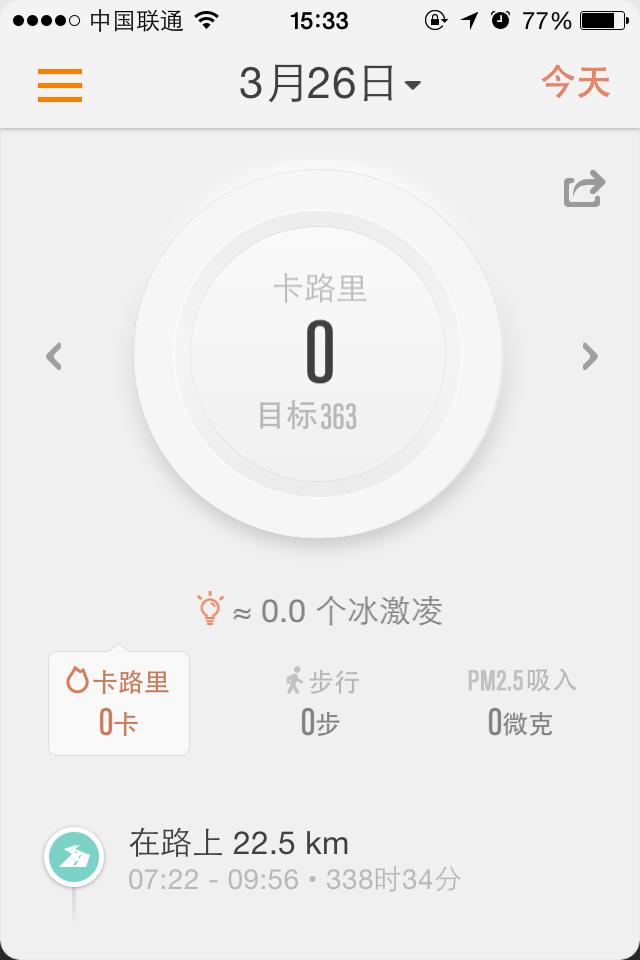 中国联通 15:33 77%
3月26日 今天
卡路里
0
目标363
≈ 0.0 个冰激凌
卡路里 步行 PM2.5吸入
0卡 0步 0微克
在路上 22.5 km
07:22 - 09:56 • 338时34分